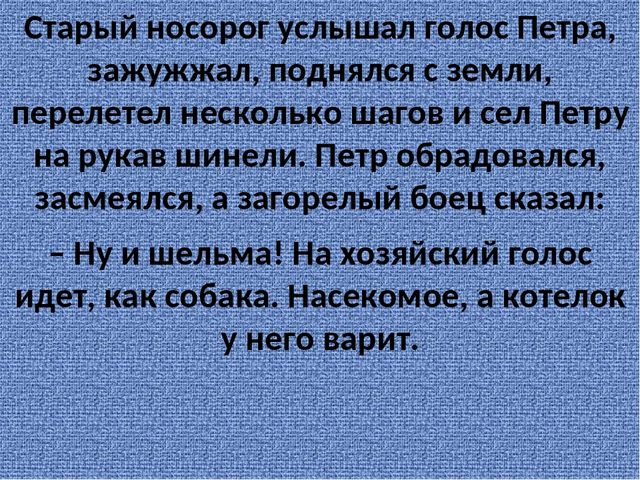 Старый носорог услышал голос Петра,
зажужжал, поднялся с земли,
перелетел несколько шагов и сел Петру
на рукав шинели. Петр обрадовался,
засмеялся, а загорелый боец сказал:
– Ну и шельма! На хозяйский голос
идет, как собака. Насекомое, а котелок
у него варит.